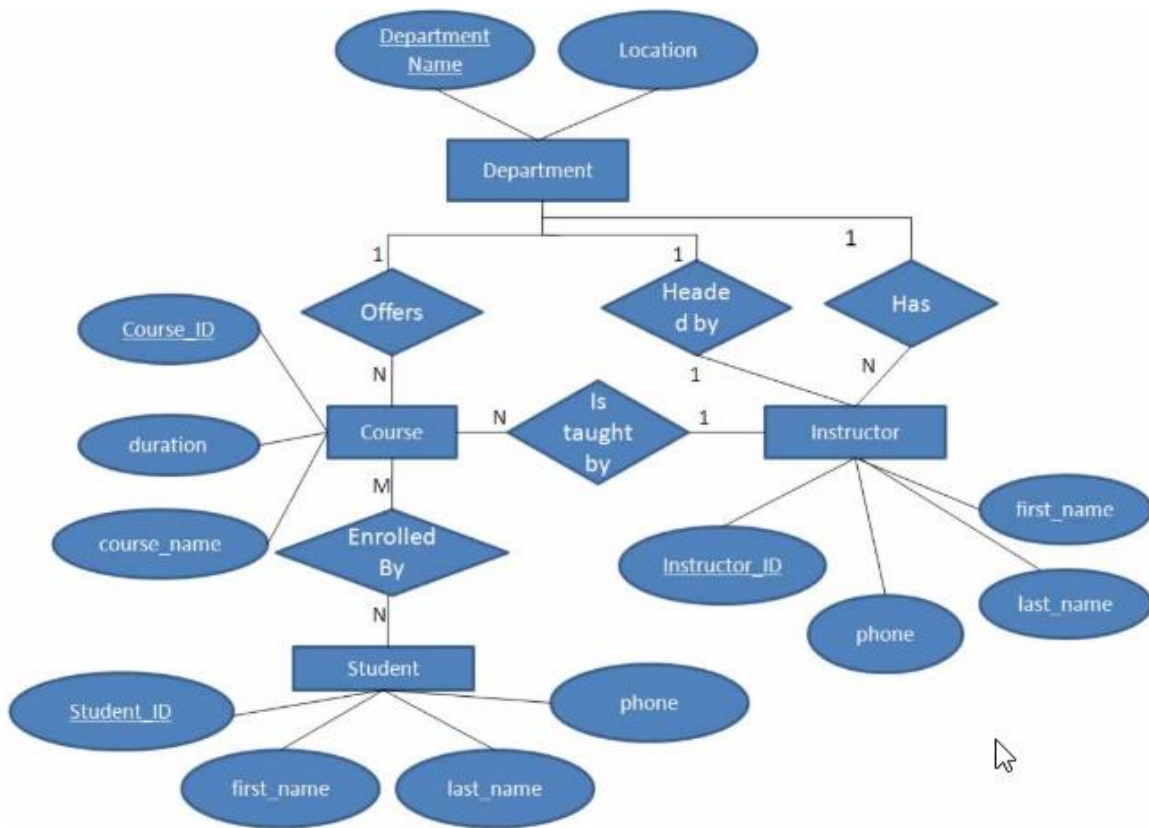 Department
Name
Location
Department
1
1
1
Offers
Heade
d by
Has
Course_ID
N
1
N
duration
Course
N
Is
taught
by
1
Instructor
M
course_name
Enrolled
By
first_name
Instructor_ID
last_name
phone
N
Student
Student_ID
phone
first_name
last_name